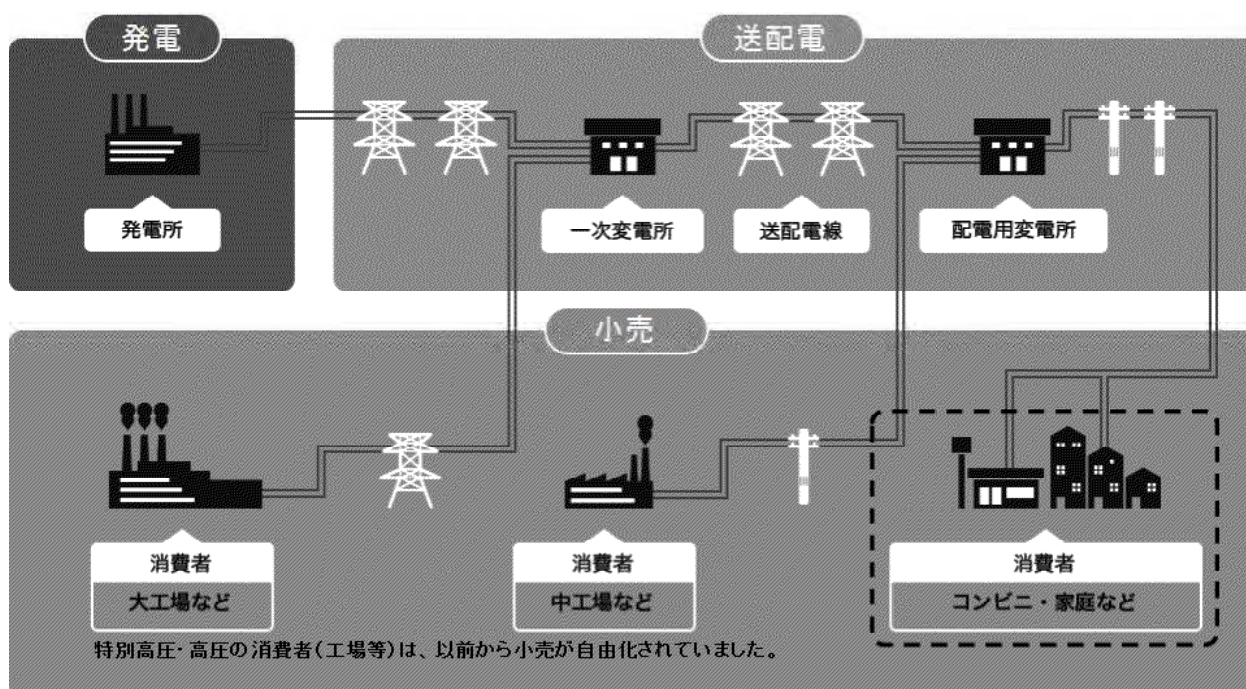 発電
送配電
発電所
一次変電所
送配電線
配電用変電所
小売
消費者
大工場など
消費者
中工場など
消費者
コンビニ・家庭など
特別高圧・高圧の消費者(工場等)は、以前から小売が自由化されていました。